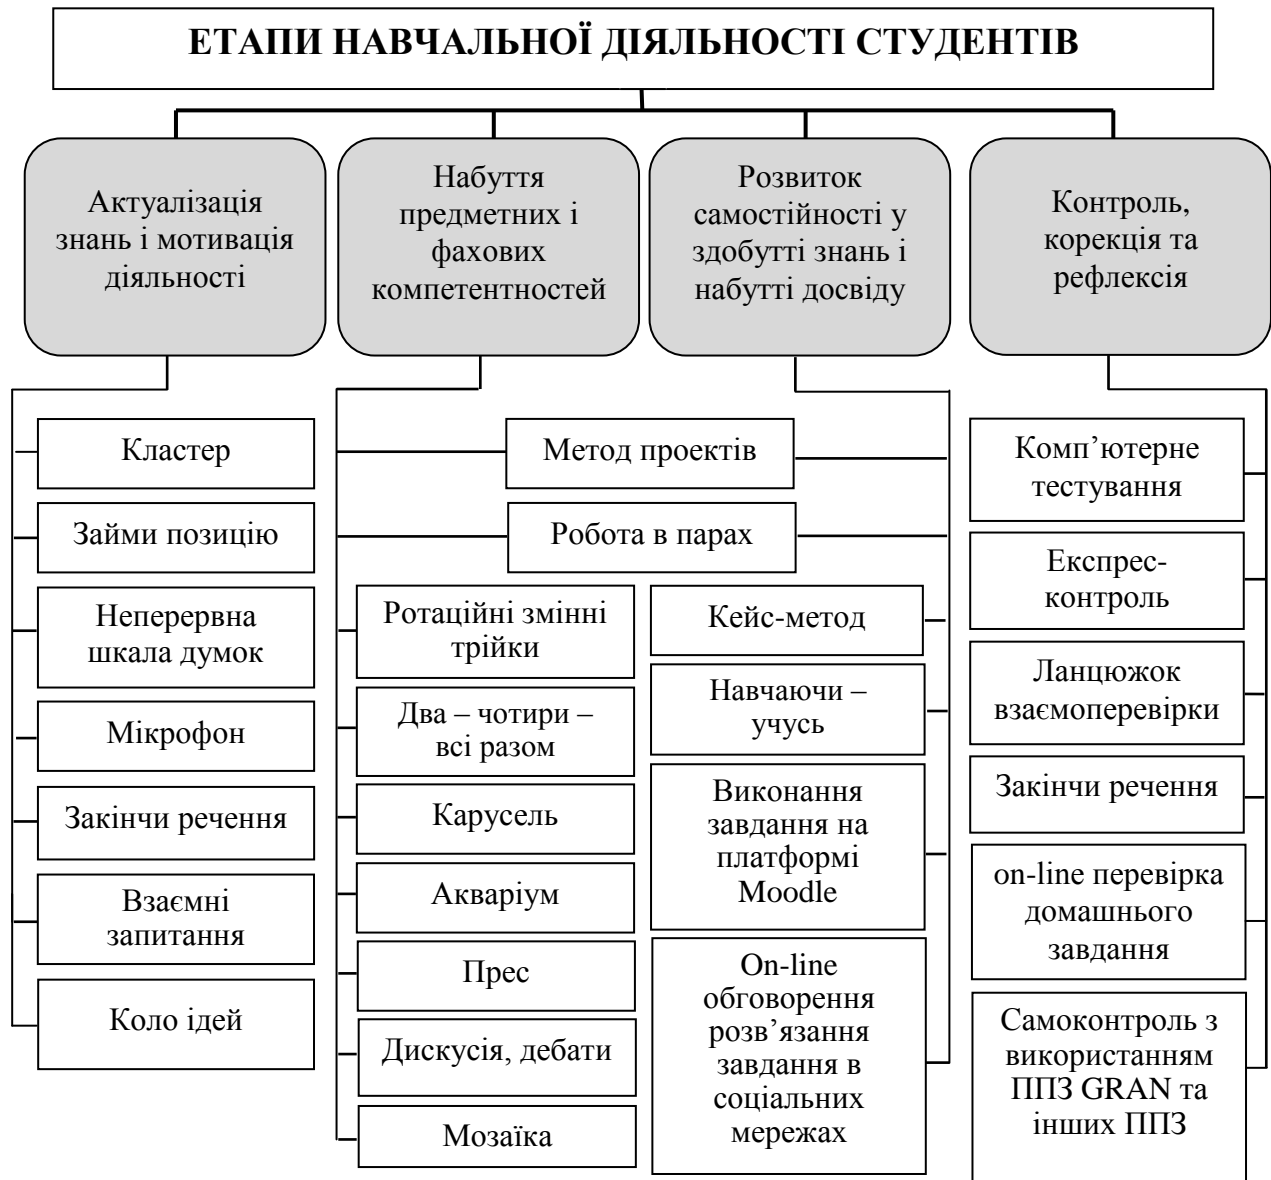 ЕТАПИ НАВЧАЛЬНОЇ ДІЯЛЬНОСТІ СТУДЕНТІВ
Актуалізація
знань і мотивація
діяльності
Набуття
предметних і
фахових
компетентностей
Розвиток
самостійності у
здобутті знань і
набутті досвіду
Контроль,
корекція та
рефлексія
Кластер
Займи позицію
Неперервна
шкала думок
Мікрофон
Закінчи речення
Взаємні
запитання
Коло ідей
Метод проектів
Робота в парах
Ротаційні змінні
трійки
Два – чотири –
всі разом
Карусель
Акваріум
Прес
Дискусія, дебати
Мозаїка
Кейс-метод
Навчаючи –
учусь
Виконання
завдання на
платформі
Moodle
On-line
обговорення
розв’язання
завдання в
соціальних
мережах
Комп’ютерне
тестування
Експрес-
контроль
Ланцюжок
взаємоперевірки
Закінчи речення
on-line перевірка
домашнього
завдання
Самоконтроль з
використанням
ППЗ GRAN та
інших ППЗ